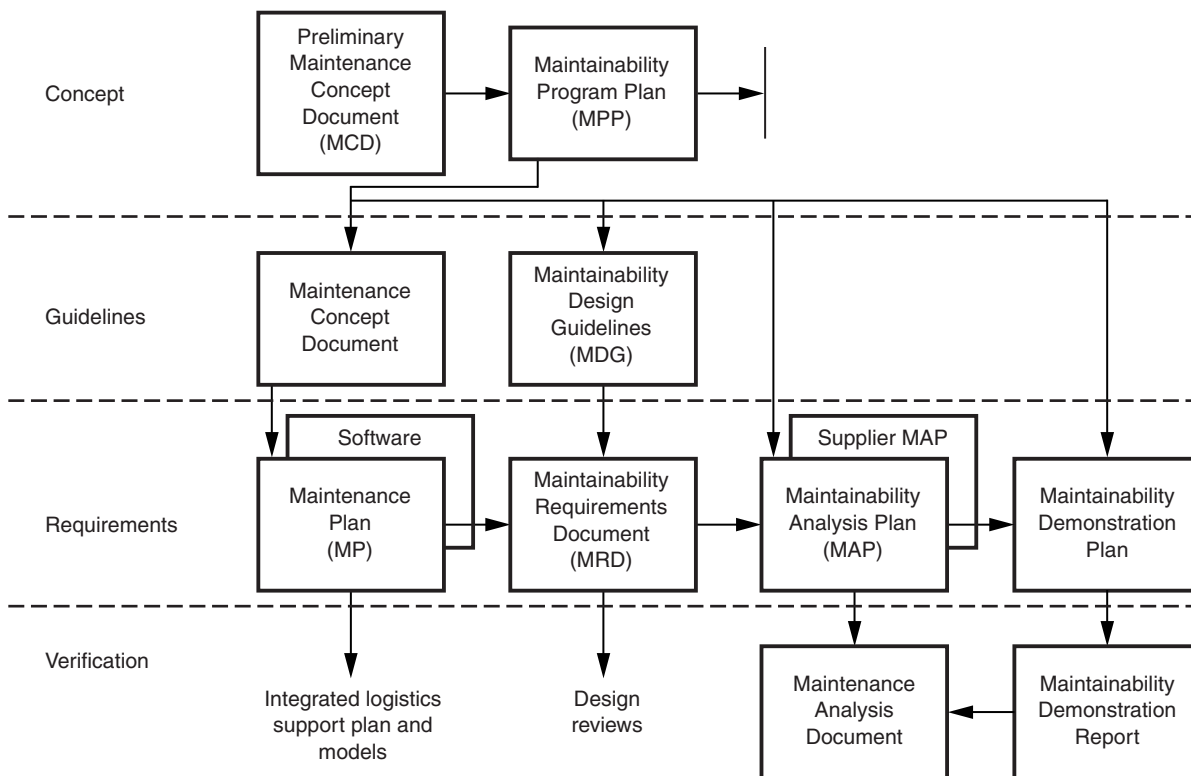 Concept
Preliminary
Maintenance
Concept
Document
(MCD)
Maintainability
Program Plan
(MPP)
Guidelines
Maintenance
Concept
Document
Maintainability
Design
Guidelines
(MDG)
Requirements
Software
Maintenance
Plan
(MP)
Maintainability
Requirements
Document
(MRD)
Supplier MAP
Maintainability
Analysis Plan
(MAP)
Maintainability
Demonstration
Plan
Verification
Integrated logistics
support plan and
models
Design
reviews
Maintenance
Analysis
Document
Maintainability
Demonstration
Report